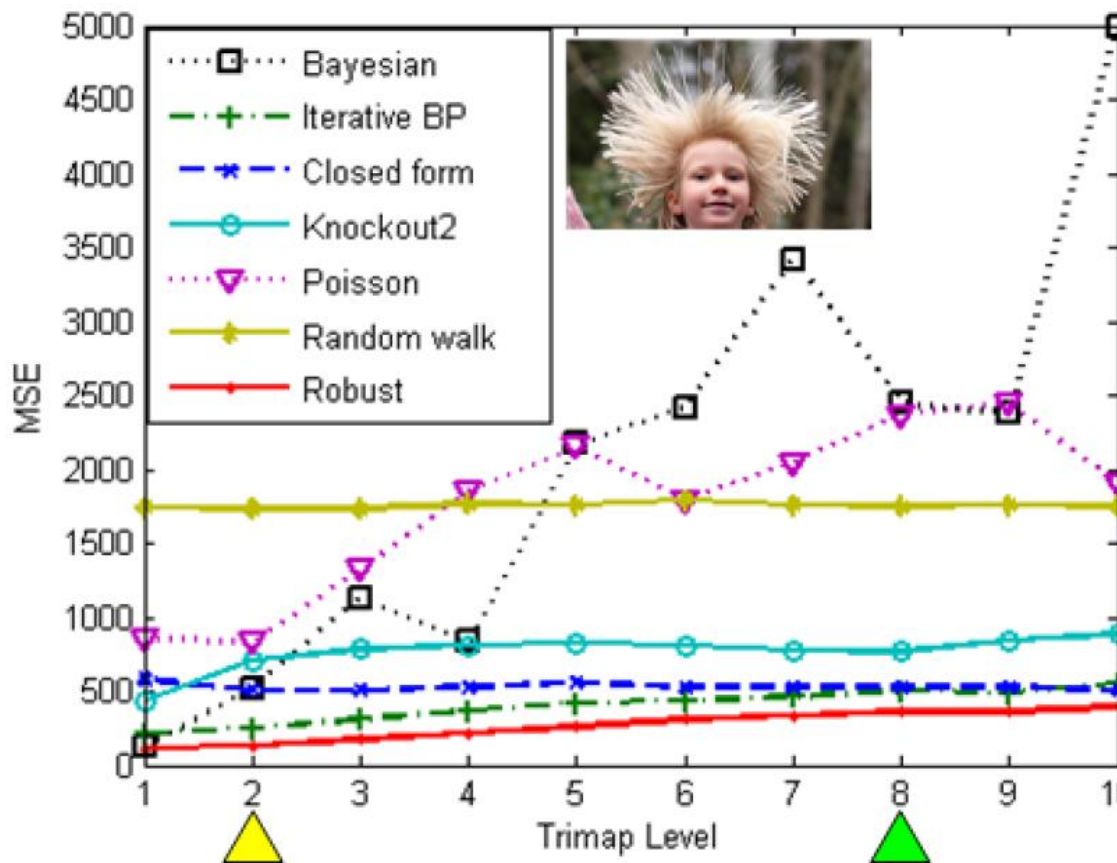 5000
4500
4000
3500
3000
2500
2000
1500
1000
500
0
MSE
Bayesian
Iterative BP
Closed form
Knockout2
Poisson
Random walk
Robust
1 2 3 4 5 6 7 8 9 1
Trimap Level